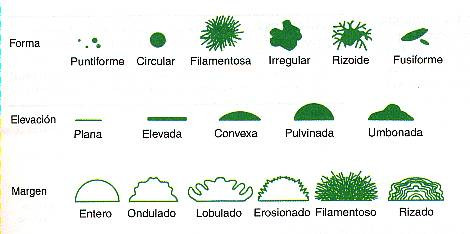 Forma
Puntiforme Circular Filamentosa Irregular Rizoide Fusiforme
Elevación
Plana Elevada Convexa Pulvinada Umbonada
Margen
Entero Ondulado Lobulado Erosionado Filamentoso Rizado